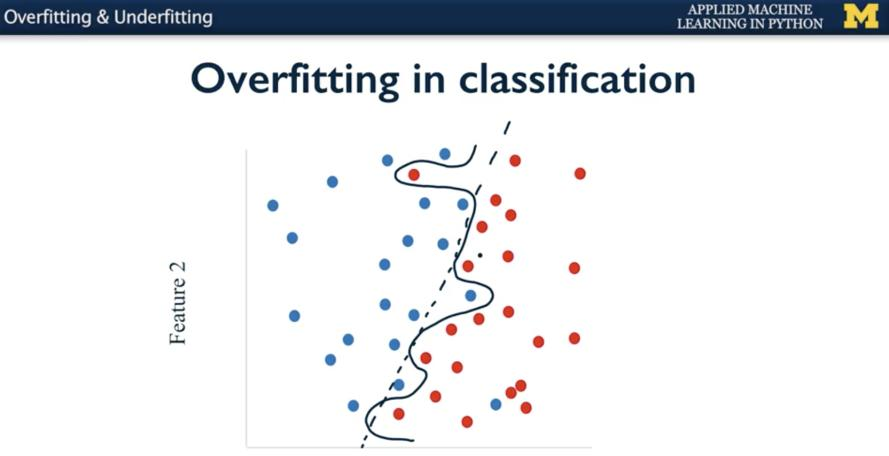 Overfitting & Underfitting
APPLIED MACHINE
LEARNING IN PYTHON
M
Overfitting in classification
Feature 2